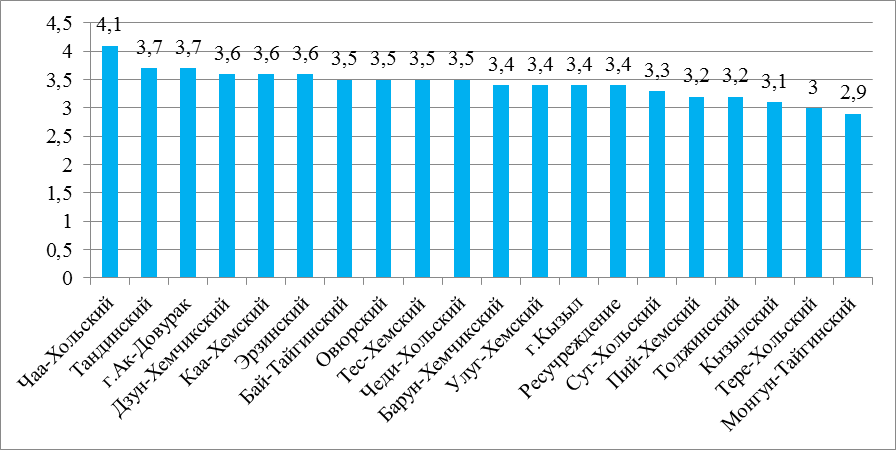 4,5
4
3,5
3
2,5
2
1,5
1
0,5
0
4,1
3,7
3,7
3,6
3,6
3,6
3,5
3,5
3,5
3,5
3,4
3,4
3,4
3,4
3,3
3,2
3,2
3,1
3
2,9
Чаа-Хольский
Тандинский
г.Ак-Довурак
Дзун-Хемчикский
Каа-Хемский
Эрзинский
Бай-Тайгинский
Овюрский
Тес-Хемский
Чеди-Хольский
Барун-Хемчикский
Улуг-Хемский
г.Кызыл
Ресучреждение
Сут-Хольский
Пий-Хемский
Тоджинский
Кызылский
Тере-Хольский
Монгун-Тайгинский